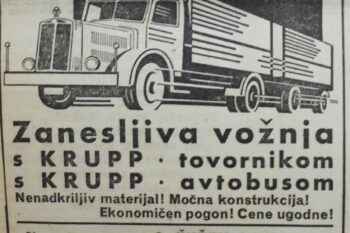 Zanesljiva vožnja
s KRUPP · tovornikom
s KRUPP · avtobusom
Nenadkriljiv materijal! Močna konstrukcija!
Ekonomičen pogon! Cene ugodne!